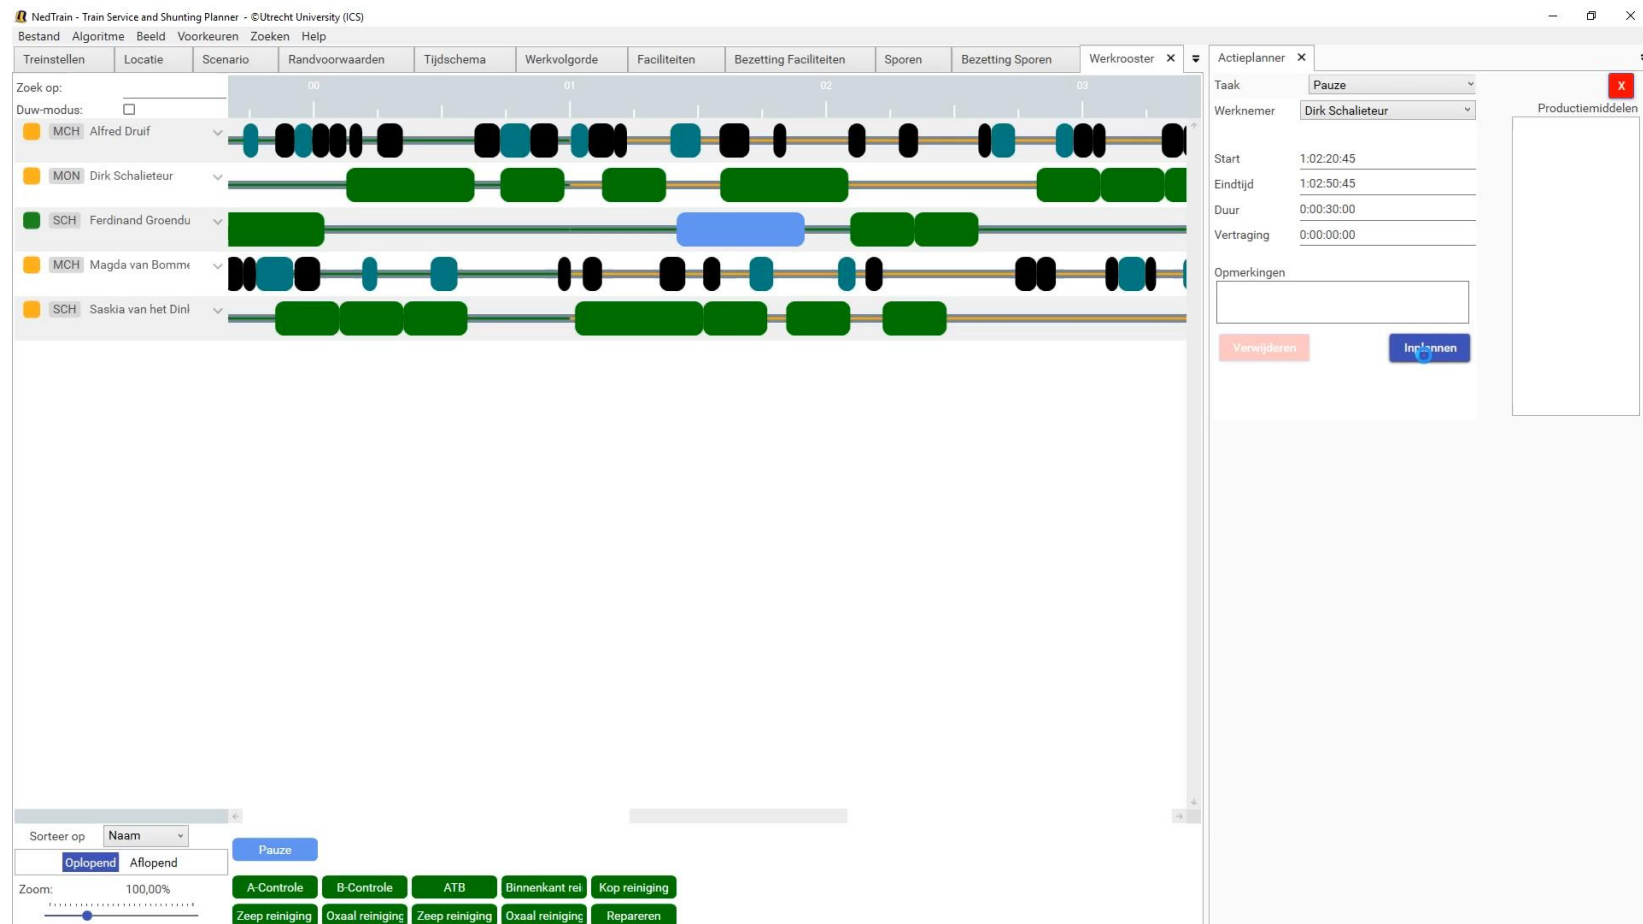 NedTrain - Train Service and Shunting Planner - ©Utrecht University (ICS)
Bestand Algoritme Beeld Voorkeuren Zoeken Help
Treinstellen Locatie Scenario Randvoorwaarden Tijdschema Werkvolgorde Faciliteiten Bezetting Faciliteiten Sporen Bezetting Sporen Werkrooster
Actieplanner
Zoek op:
Duw-modus:
00 01 02 03
MCH Alfred Druif
MON Dirk Schalieteur
SCH Ferdinand Groendu
MCH Magda van Bomme
SCH Saskia van het Dinl
Taak Pauze
X
Werknemer Dirk Schalieteur
Productiemiddelen
Start 1:02:20:45
Eindtijd 1:02:50:45
Duur 0:00:30:00
Vertraging 0:00:00:00
Opmerkingen
Verwijderen Inplannen
Sorteer op Naam
Oplopend Aflopend
Zoom: 100,00%
Pauze
A-Controle B-Controle ATB Binnenkant rei Kop reiniging
Zeep reiniging Oxaal reiniging Zeep reiniging Oxaal reiniging Repareren